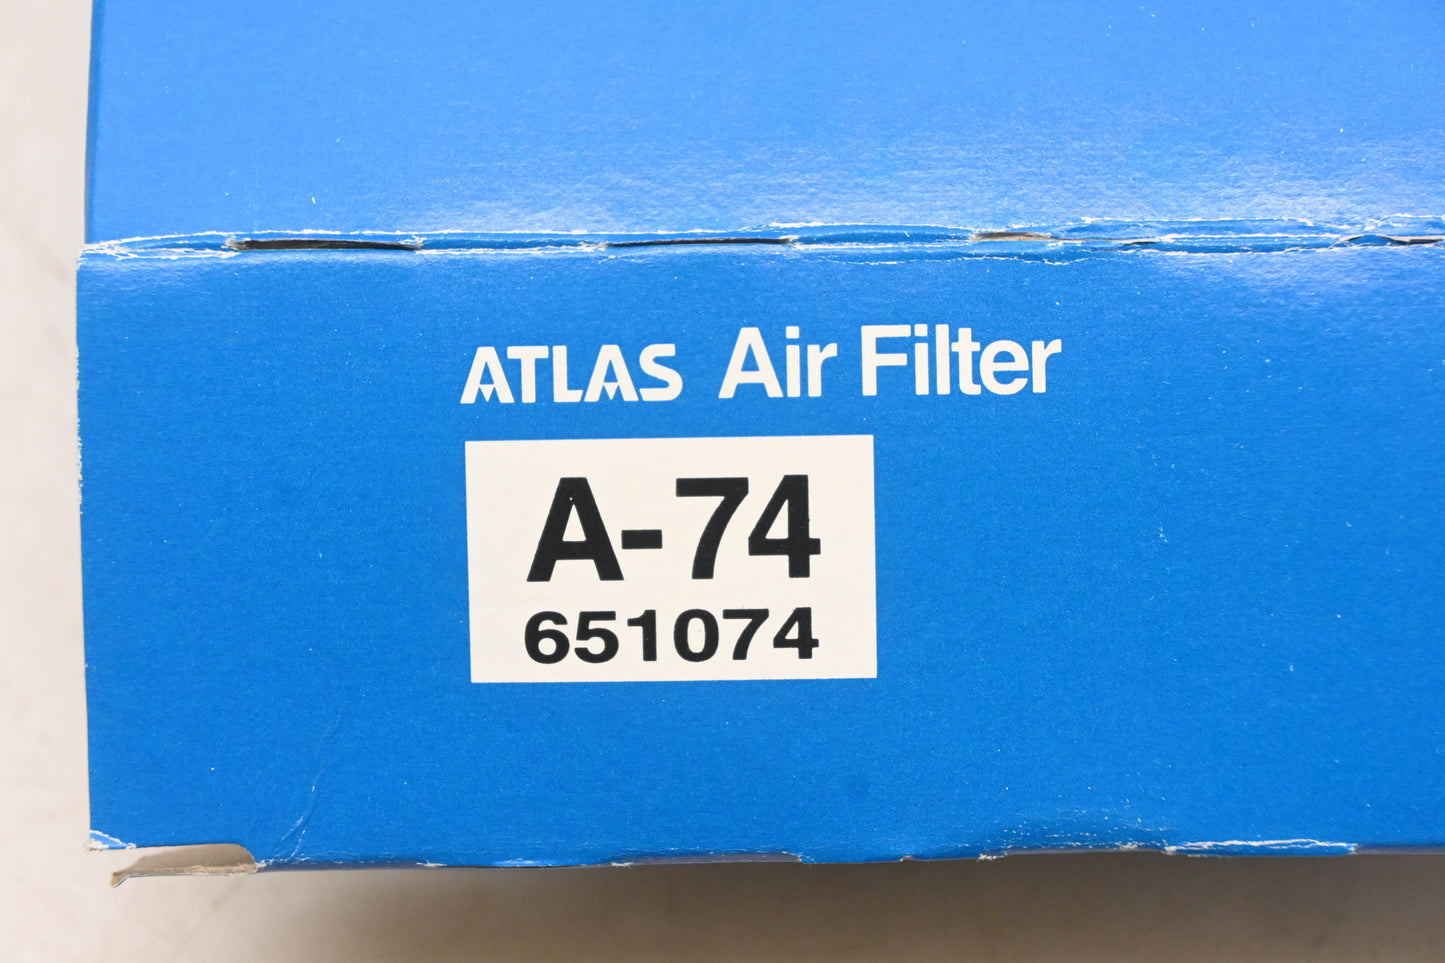 ATLAS Air Filter
A-74
651074